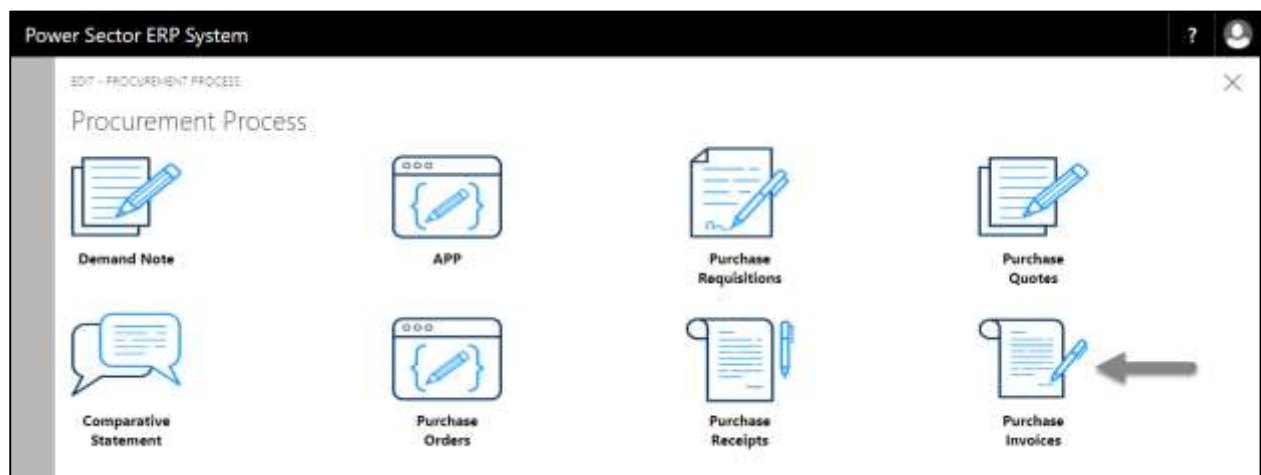 Power Sector ERP System
?
EDIT - PROCUREMENT PROCESS
Procurement Process
Demand Note
APP
Purchase
Requisitions
Purchase
Quotes
Comparative
Statement
Purchase
Orders
Purchase
Receipts
Purchase
Invoices